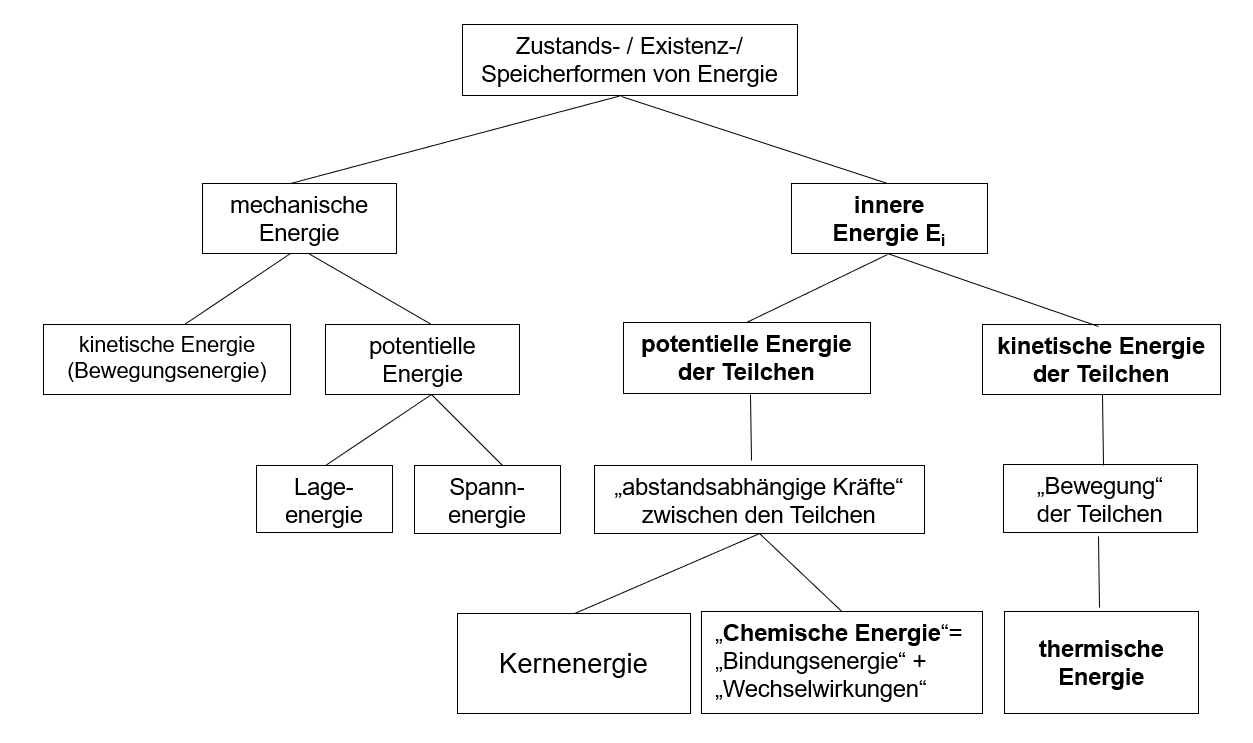 Zustands- / Existenz-/
Speicherformen von Energie
mechanische
Energie
innere
Energie Ei
kinetische Energie
(Bewegungsenergie)
potentielle
Energie
potentielle Energie
der Teilchen
kinetische Energie
der Teilchen
Lage-
energie
Spann-
energie
„abstandsabhängige Kräfte“
zwischen den Teilchen
„Bewegung“
der Teilchen
Kernenergie
„Chemische Energie“=
„Bindungsenergie“ +
„Wechselwirkungen“
thermische
Energie